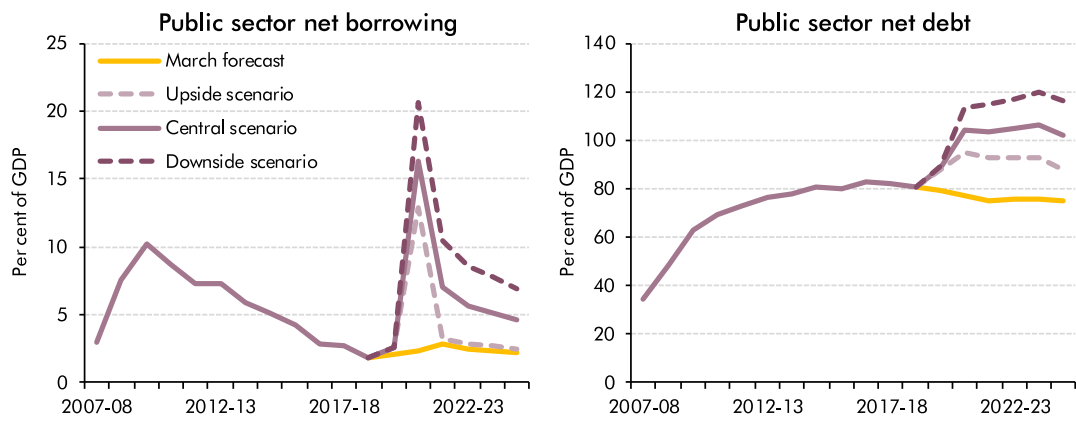 Public sector net borrowing
25
20
15
10
5
0
Per cent of GDP
March forecast
Upside scenario
Central scenario
Downside scenario
2007-08 2012-13 2017-18 2022-23
Public sector net debt
140
120
100
80
60
40
20
0
Per cent of GDP
2007-08 2012-13 2017-18 2022-23